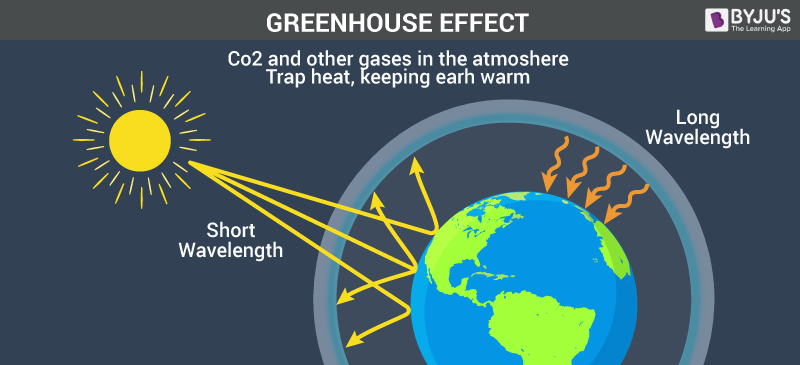 GREENHOUSE EFFECT
BYJU'S
The Learning App
Co2 and other gases in the atmoshere
Trap heat, keeping earh warm
Long
Wavelength
Short
Wavelength